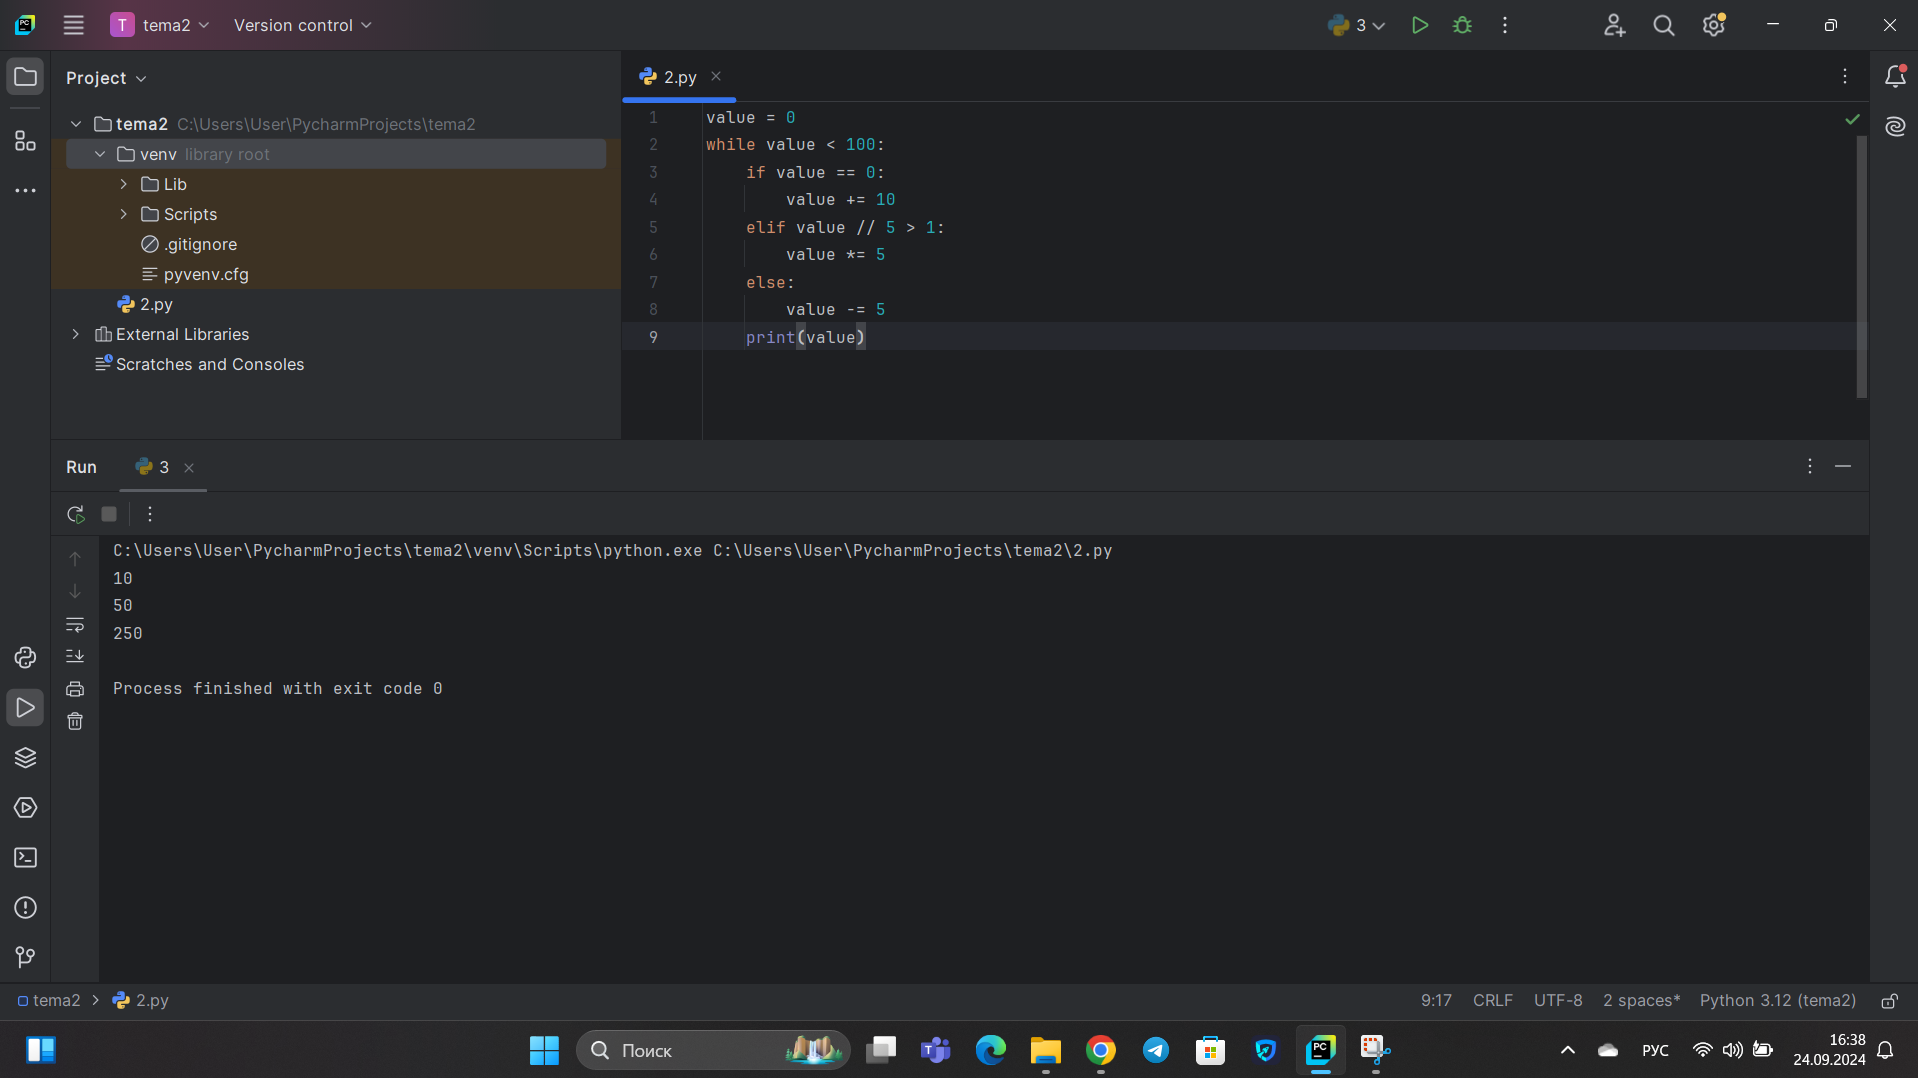 T tema2 Version control 3
Project
tema2 C:\Users\User\PycharmProjects\tema2
venv library root
Lib
Scripts
.gitignore
pyvenv.cfg
2.py
External Libraries
Scratches and Consoles
2.py
1 value = 0
2 while value < 100:
3 if value == 0:
4 value += 10
5 elif value // 5 > 1:
6 value *= 5
7 else:
8 value -= 5
9 print(value)
Run 3
C:\Users\User\PycharmProjects\tema2\venv\Scripts\python.exe C:\Users\User\PycharmProjects\tema2\2.py
10
50
250
Process finished with exit code 0
tema2 > 2.py 9:17 CRLF UTF-8 2 spaces* Python 3.12 (tema2)
Поиск
РУС
16:38
24.09.2024